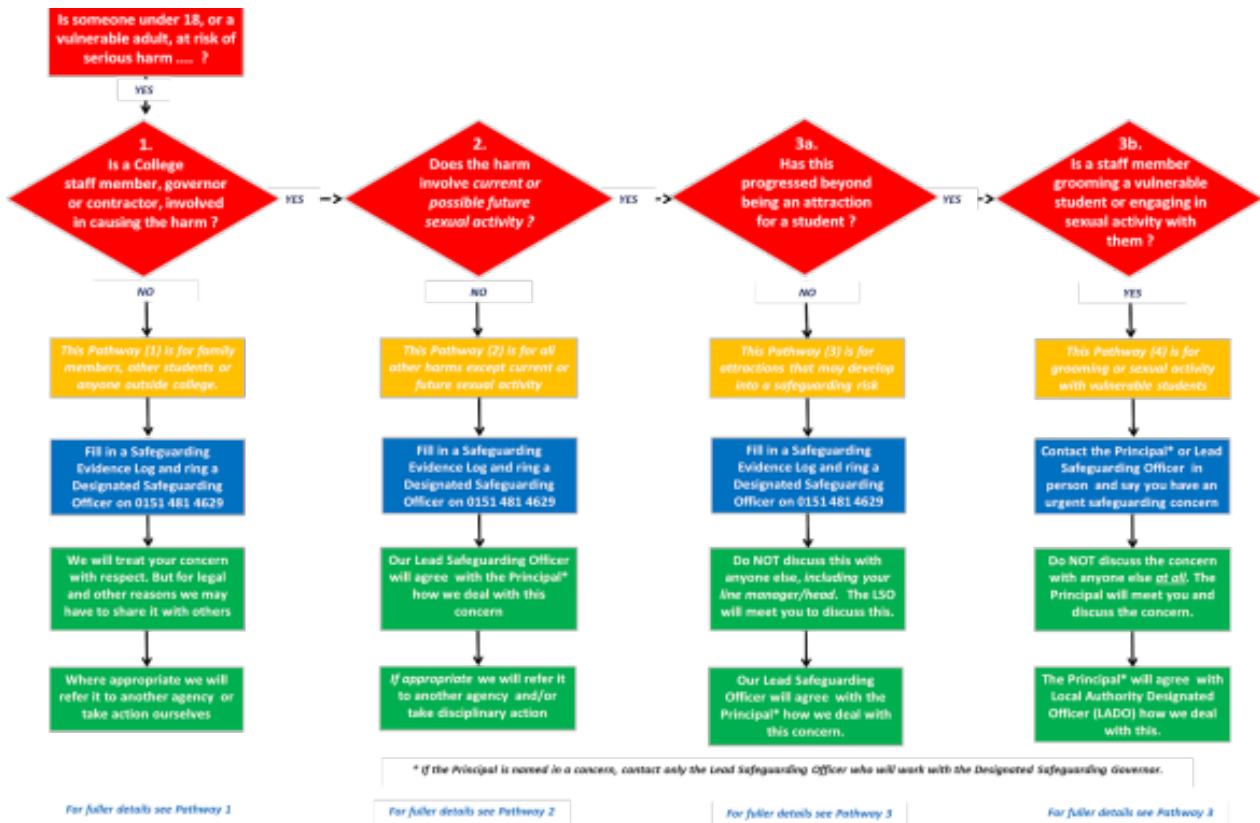 Is someone under 18, or a
vulnerable adult, at risk of
serious harm ..... ?
YES
1.
Is a College
staff member, governor
or contractor, involved
in causing the harm ?
YES
2.
Does the harm
involve current or
possible future
sexual activity ?
YES
3a.
Has this
progressed beyond
being an attraction
for a student ?
YES
3b.
Is a staff member
grooming a vulnerable
student or engaging in
sexual activity with
them ?
NO
NO
NO
YES
This Pathway (1) is for family
members, other students or
anyone outside college.
This Pathway (2) is for all
other harms except current or
future sexual activity
This Pathway (3) is for
attractions that may develop
into a safeguarding risk
This Pathway (4) is for
grooming or sexual activity
with vulnerable students
Fill in a Safeguarding
Evidence Log and ring a
Designated Safeguarding
Officer on 0151 481 4629
Fill in a Safeguarding
Evidence Log and ring a
Designated Safeguarding
Officer on 0151 481 4629
Fill in a Safeguarding
Evidence Log and ring a
Designated Safeguarding
Officer on 0151 481 4629
Contact the Principal* or Lead
Safeguarding Officer in
person and say you have an
urgent safeguarding concern
We will treat your concern
with respect. But for legal
and other reasons we may
have to share it with others
Our Lead Safeguarding Officer
will agree with the Principal*
how we deal with this
concern
Do NOT discuss this with
anyone else, including your
line manager/head. The LSO
will meet you to discuss this.
Do NOT discuss the concern
with anyone else at all. The
Principal will meet you and
discuss the concern.
Where appropriate we will
refer it to another agency or
take action ourselves
If appropriate we will refer it
to another agency and/or
take disciplinary action
Our Lead Safeguarding
Officer will agree with the
Principal* how we deal with
this concern.
The Principal* will agree with
Local Authority Designated
Officer (LADO) how we deal
with this.
* If the Principal is named in a concern, contact only the Lead Safeguarding Officer who will work with the Designated Safeguarding Governor.
For fuller details see Pathway 1
For fuller details see Pathway 2
For fuller details see Pathway 3
For fuller details see Pathway 3